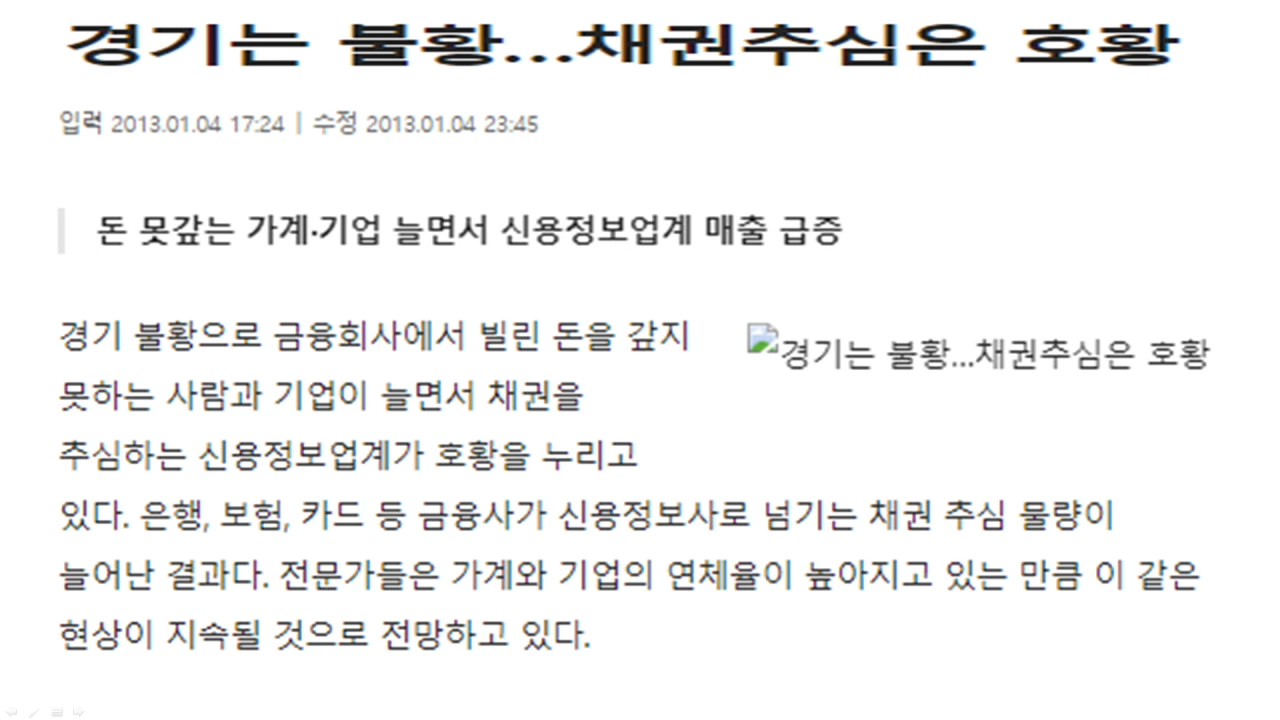 경기는 불황...채권추심은 호황
입력 2013.01.04 17:24 | 수정 2013.01.04 23:45
돈 못갚는 가계·기업 늘면서 신용정보업계 매출 급증
경기 불황으로 금융회사에서 빌린 돈을 갚지
경기는 불황...채권추심은 호황
못하는 사람과 기업이 늘면서 채권을
추심하는 신용정보업계가 호황을 누리고
있다. 은행, 보험, 카드 등 금융사가 신용정보사로 넘기는 채권 추심 물량이
늘어난 결과다. 전문가들은 가계와 기업의 연체율이 높아지고 있는 만큼 이 같은
현상이 지속될 것으로 전망하고 있다.